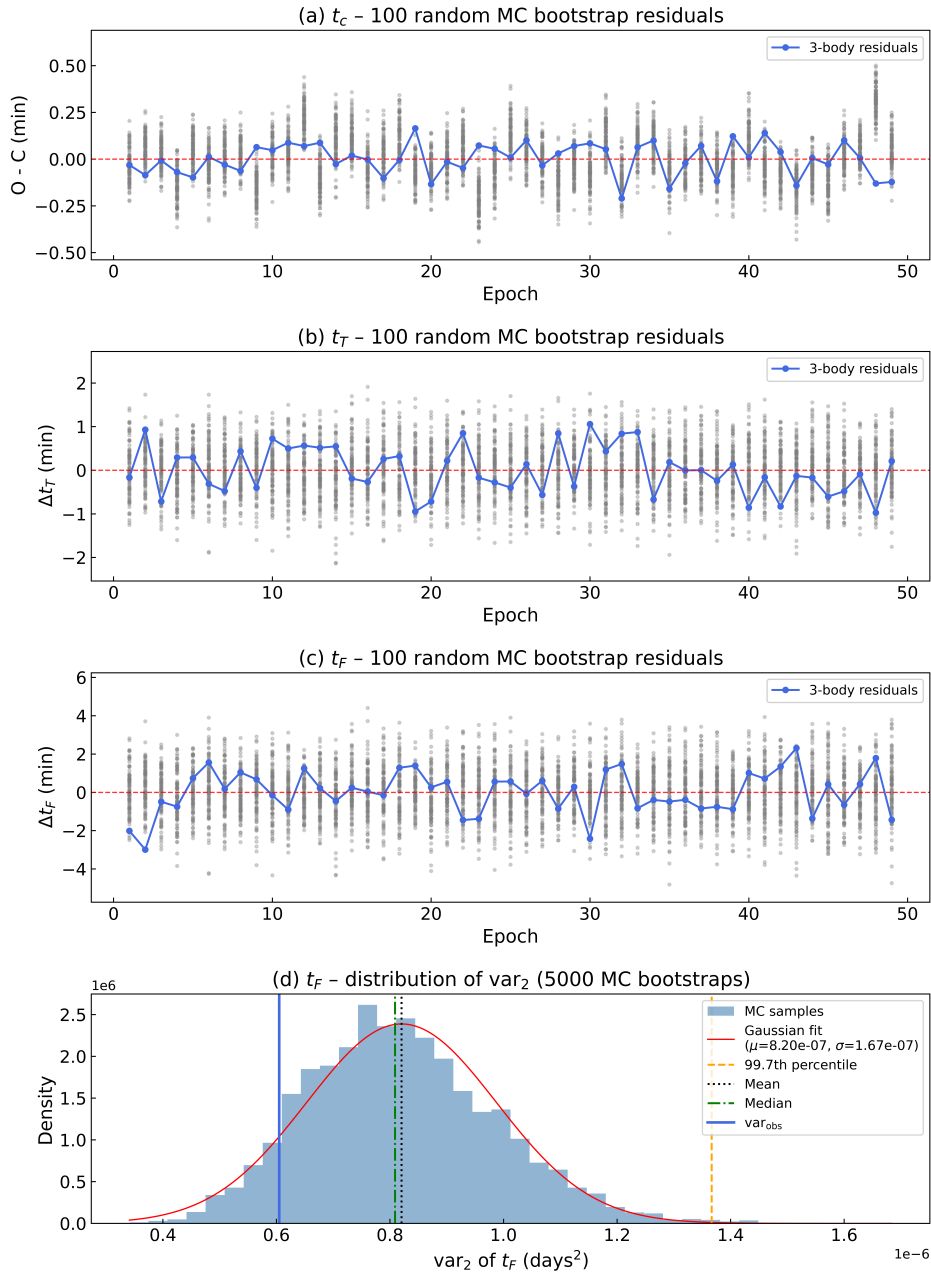 (a) t_c – 100 random MC bootstrap residuals
3-body residuals
O - C (min)
0.50
0.25
0.00
−0.25
−0.50
0 10 20 30 40 50
Epoch
(b) t_T – 100 random MC bootstrap residuals
3-body residuals
Δt_T (min)
2
1
0
−1
−2
0 10 20 30 40 50
Epoch
(c) t_F – 100 random MC bootstrap residuals
3-body residuals
Δt_F (min)
6
4
2
0
−2
−4
0 10 20 30 40 50
Epoch
(d) t_F – distribution of var₂ (5000 MC bootstraps)
1e6
MC samples
Gaussian fit
(μ=8.20e-07, σ=1.67e-07)
99.7th percentile
Mean
Median
var_obs
Density
2.5
2.0
1.5
1.0
0.5
0.0
0.4 0.6 0.8 1.0 1.2 1.4 1.6
1e−6
var₂ of t_F (days²)